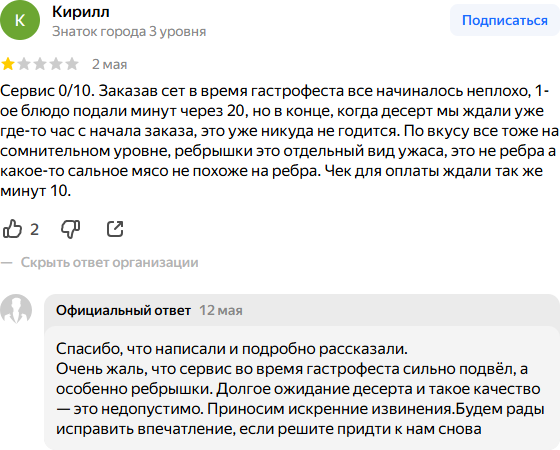 К
Кирилл
Знаток города 3 уровня
Подписаться
2 мая
Сервис 0/10. Заказав сет в время гастрофеста все начиналось неплохо, 1-
ое блюдо подали минут через 20, но в конце, когда десерт мы ждали уже
где-то час с начала заказа, это уже никуда не годится. По вкусу все тоже на
сомнительном уровне, ребрышки это отдельный вид ужаса, это не ребра а
какое-то сальное мясо не похоже на ребра. Чек для оплаты ждали так же
минут 10.
2
— Скрыть ответ организации
Официальный ответ 12 мая
Спасибо, что написали и подробно рассказали.
Очень жаль, что сервис во время гастрофеста сильно подвёл, а
особенно ребрышки. Долгое ожидание десерта и такое качество
— это недопустимо. Приносим искренние извинения.Будем рады
исправить впечатление, если решите придти к нам снова